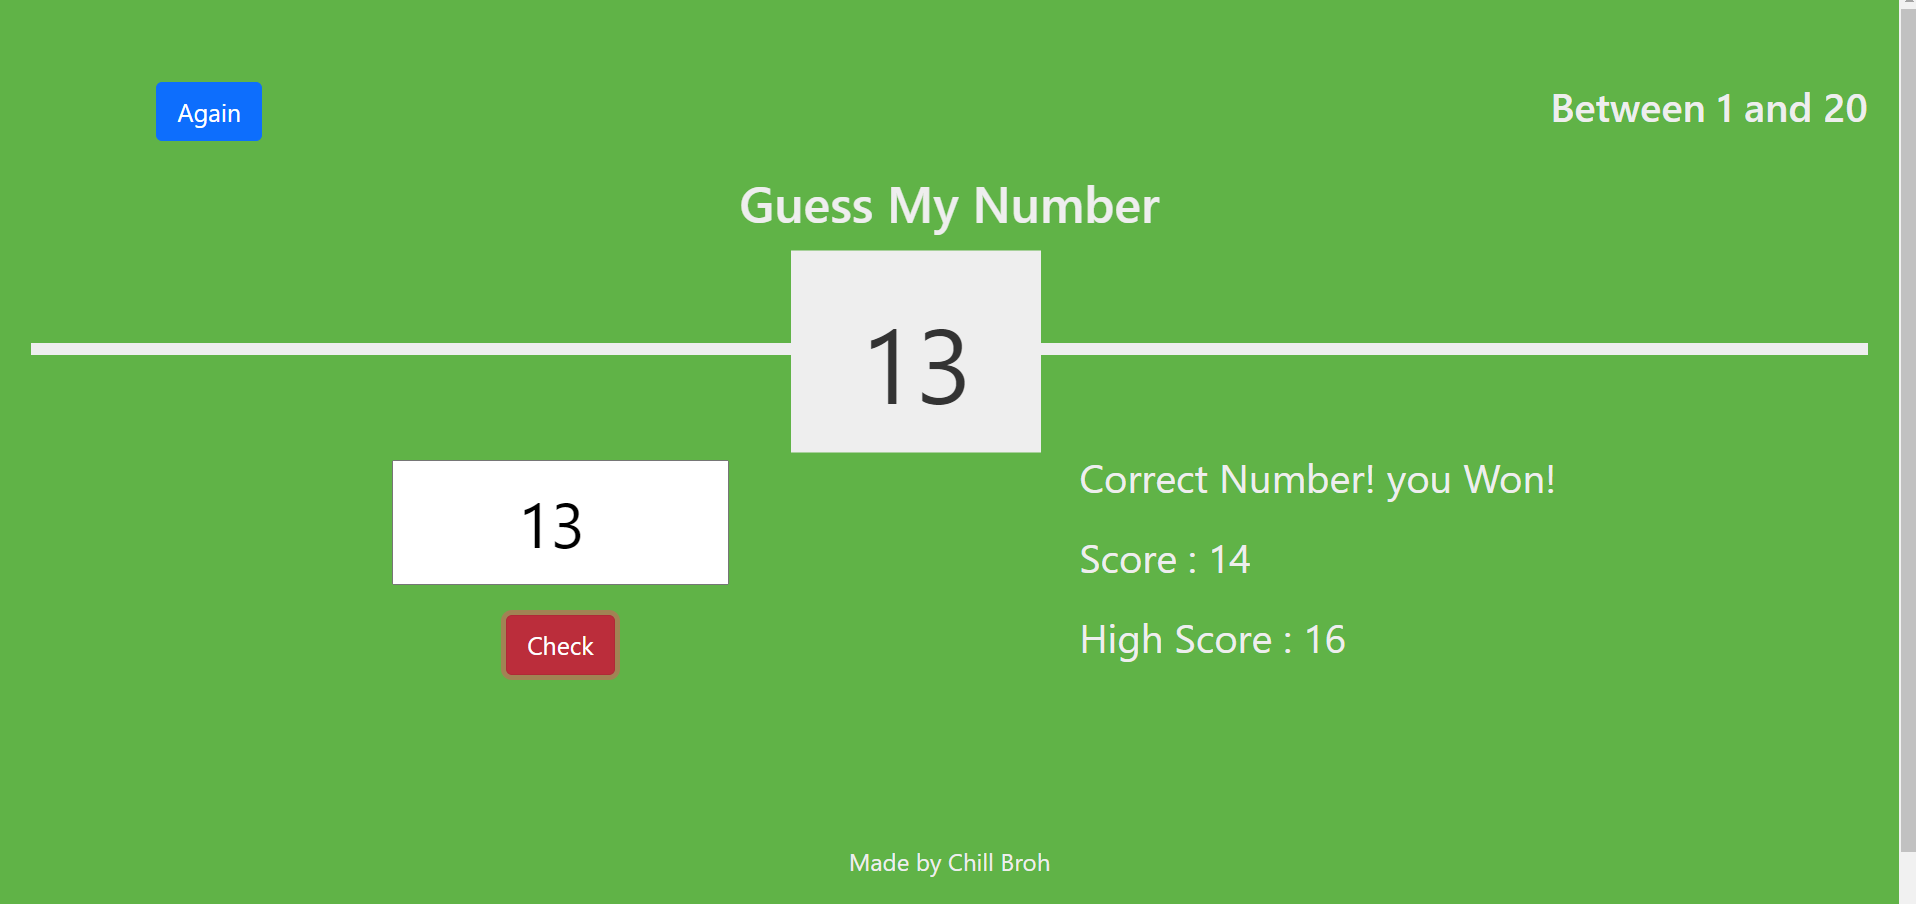 Again
Between 1 and 20
Guess My Number
13
13
Correct Number! you Won!
Score : 14
Check
High Score : 16
Made by Chill Broh